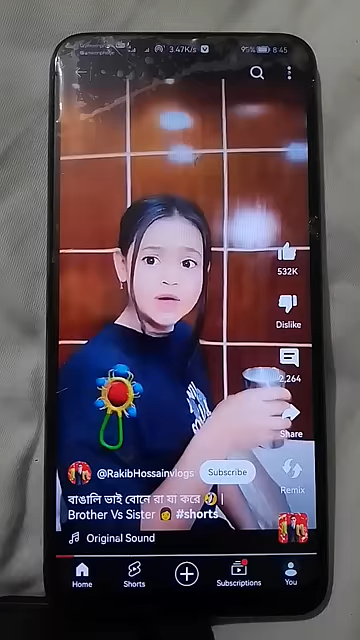 3.47K/s 95% 8:45
532K
Dislike
2,264
Share
Remix
@RakibHossainvlogs Subscribe
বাঙালি ভাই বোনে রা যা করে 🤣 |
Brother Vs Sister 👩 #shorts
Original Sound
Home Shorts Subscriptions You